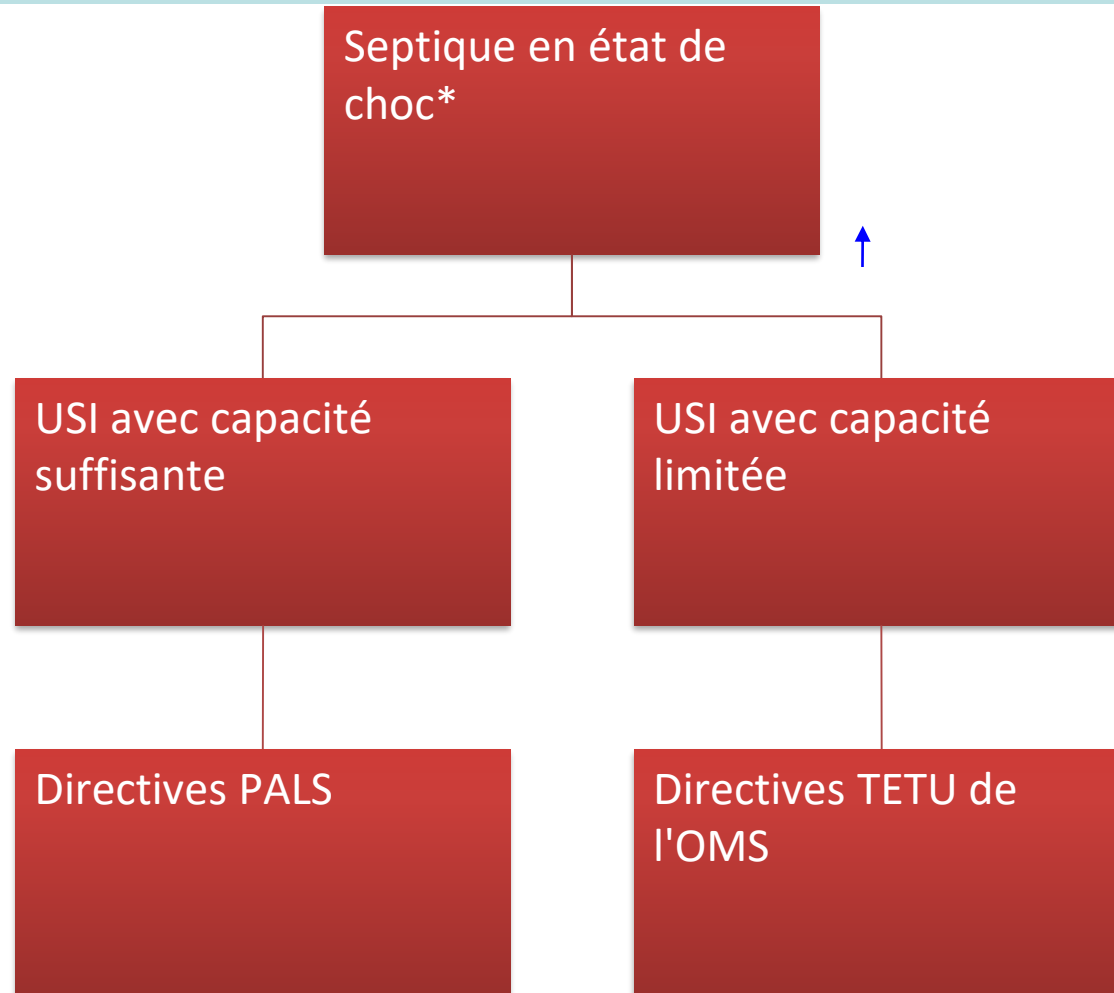 Septique en état de
choc*
USI avec capacité
suffisante
USI avec capacité
limitée
Directives PALS
Directives TETU de
l'OMS